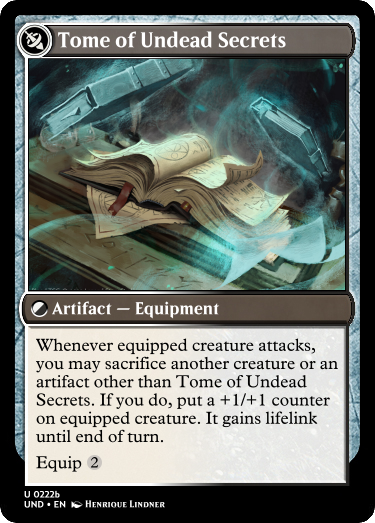 Tome of Undead Secrets
Artifact — Equipment
Whenever equipped creature attacks,
you may sacrifice another creature or an
artifact other than Tome of Undead
Secrets. If you do, put a +1/+1 counter
on equipped creature. It gains lifelink
until end of turn.
Equip 2
U 0222b
UND • EN Henrique Lindner